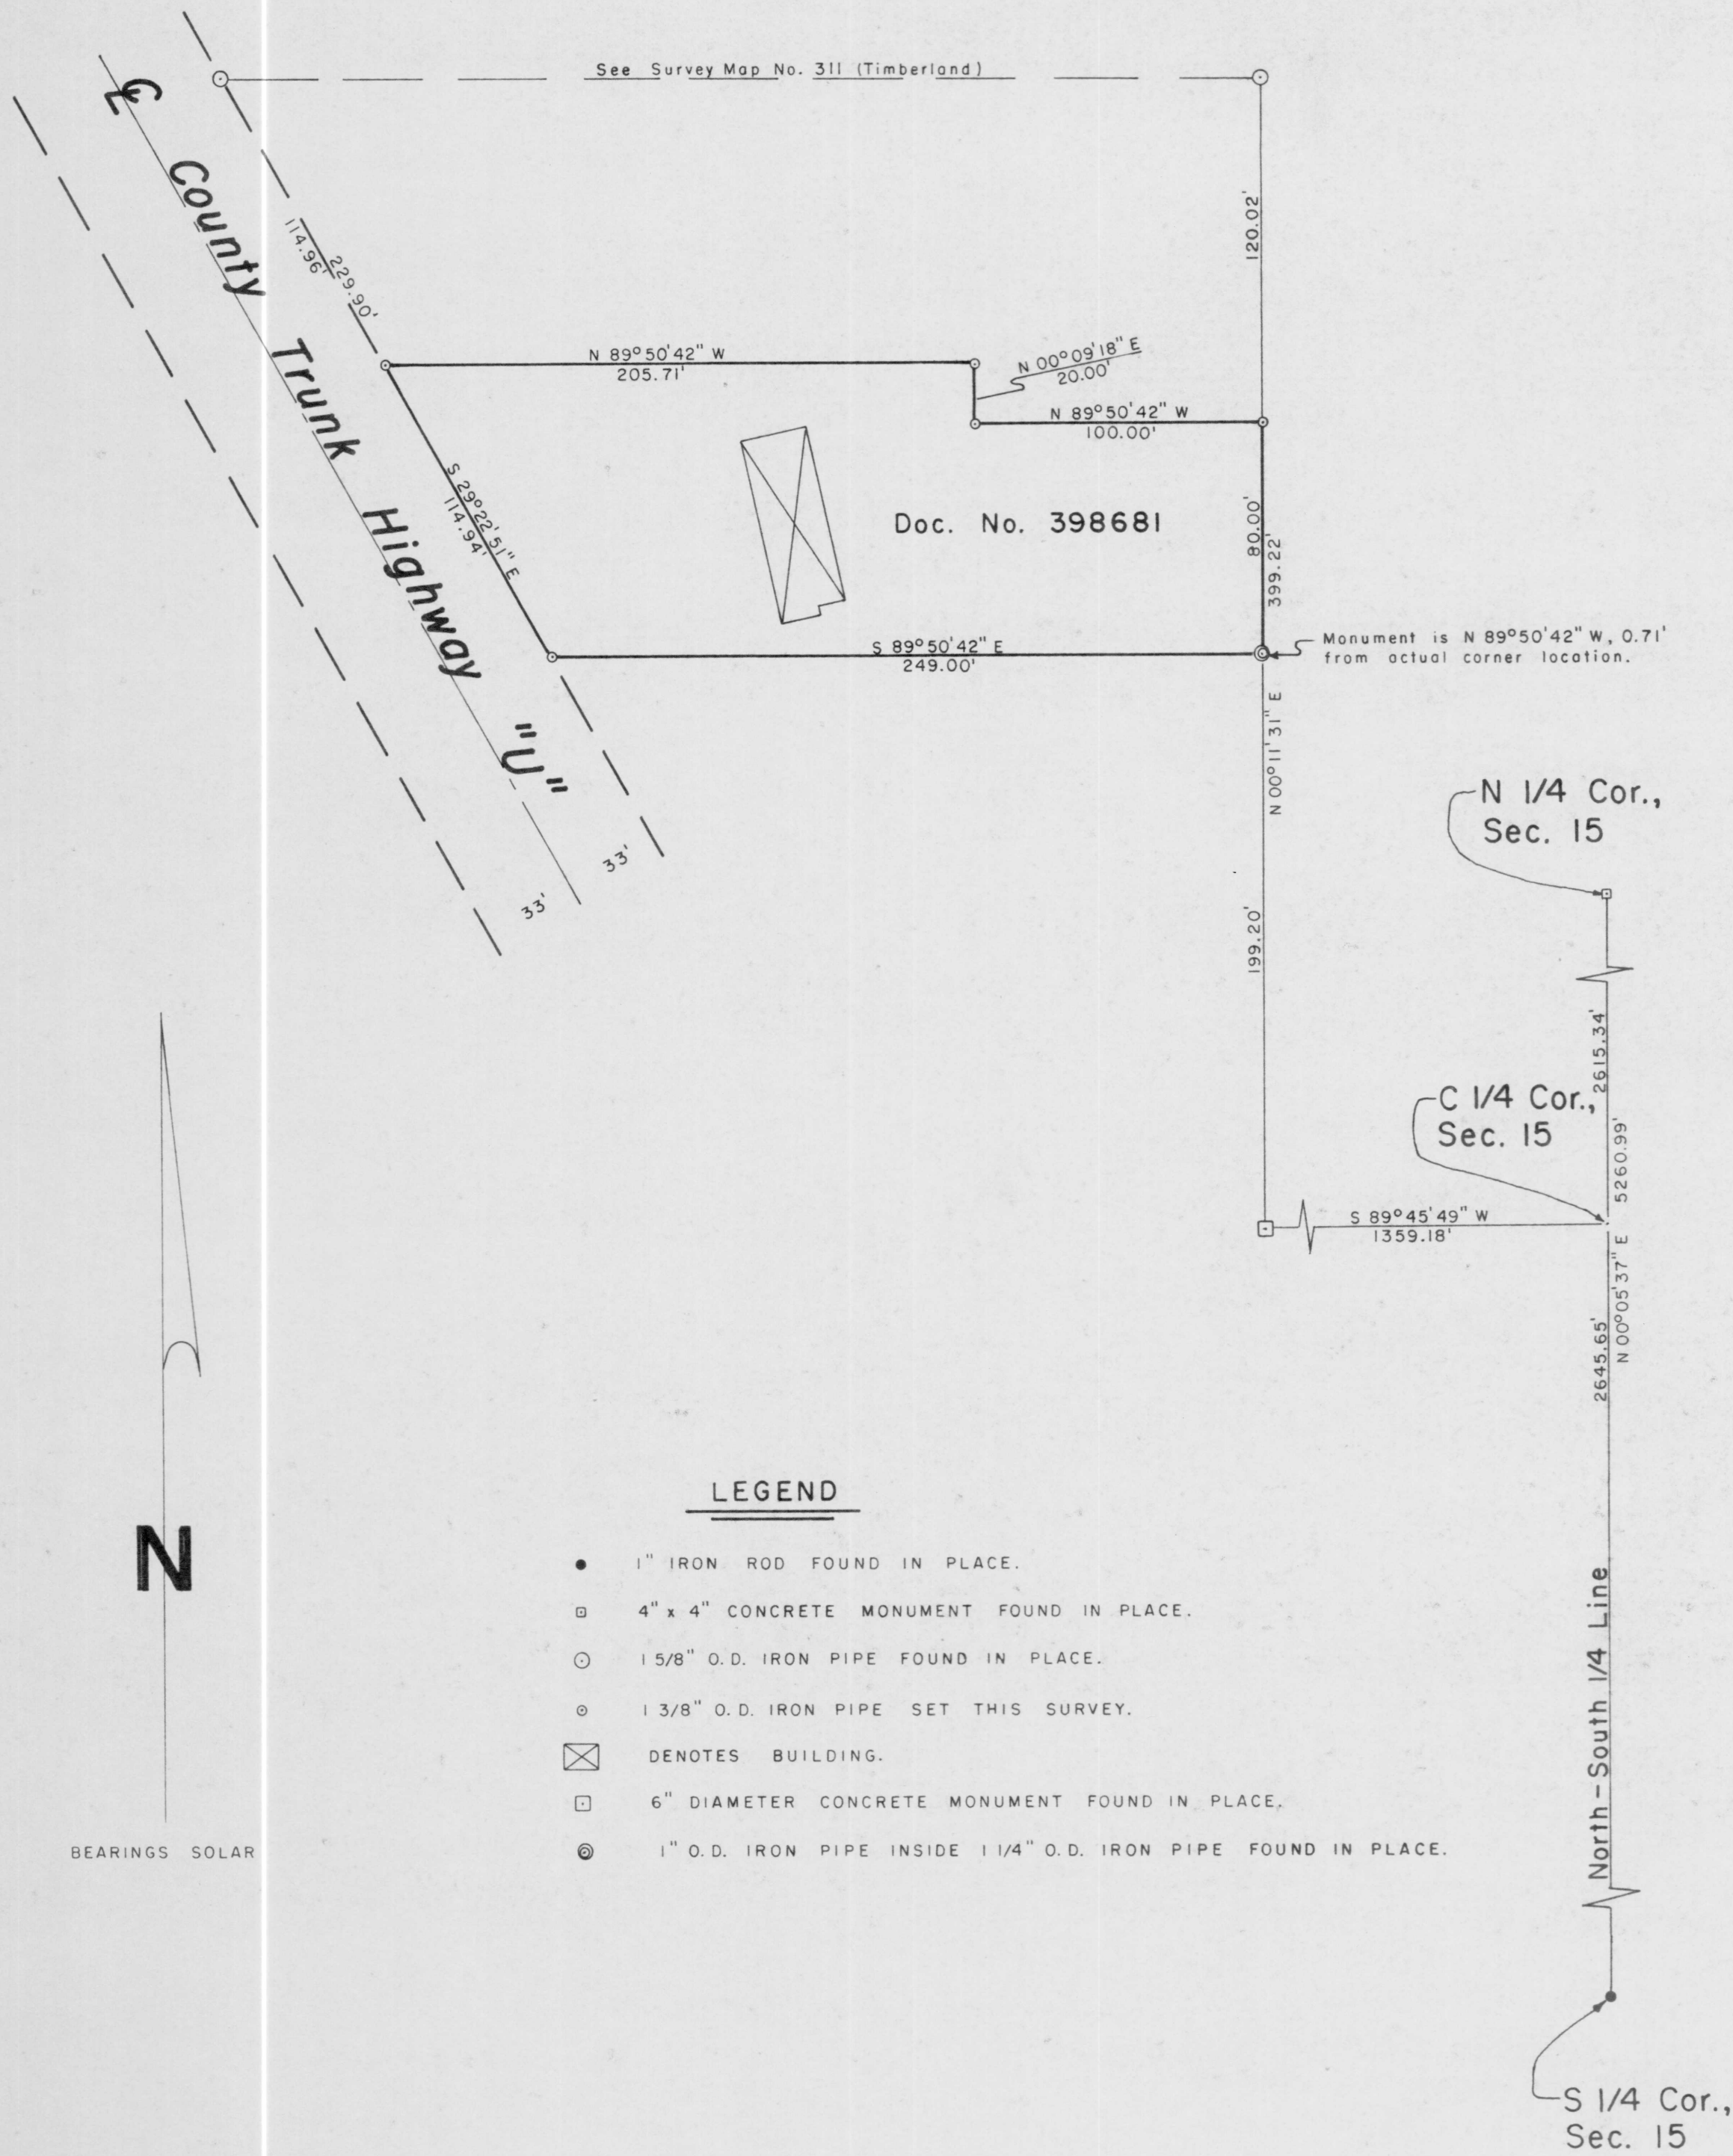 See Survey Map No. 311 (Timberland)
℄ County Trunk Highway "U"
114.96'
229.90'
120.02'
N 89°50'42" W
205.71'
N 00°09'18" E
20.00'
N 89°50'42" W
100.00'
S 29°22'51" E
114.94'
Doc. No. 398681
80.00'
399.22'
S 89°50'42" E
249.00'
Monument is N 89°50'42" W, 0.71'
from actual corner location.
N 00°11'31" E
199.20'
33'
33'
N 1/4 Cor.,
Sec. 15
2615.34'
C 1/4 Cor.,
Sec. 15
5260.99'
S 89°45'49" W
1359.18'
N 00°05'37" E
2645.65'
North-South 1/4 Line
N
BEARINGS SOLAR
LEGEND
1" IRON ROD FOUND IN PLACE.
4" x 4" CONCRETE MONUMENT FOUND IN PLACE.
1 5/8" O.D. IRON PIPE FOUND IN PLACE.
1 3/8" O.D. IRON PIPE SET THIS SURVEY.
DENOTES BUILDING.
6" DIAMETER CONCRETE MONUMENT FOUND IN PLACE.
1" O.D. IRON PIPE INSIDE 1 1/4" O.D. IRON PIPE FOUND IN PLACE.
S 1/4 Cor.,
Sec. 15